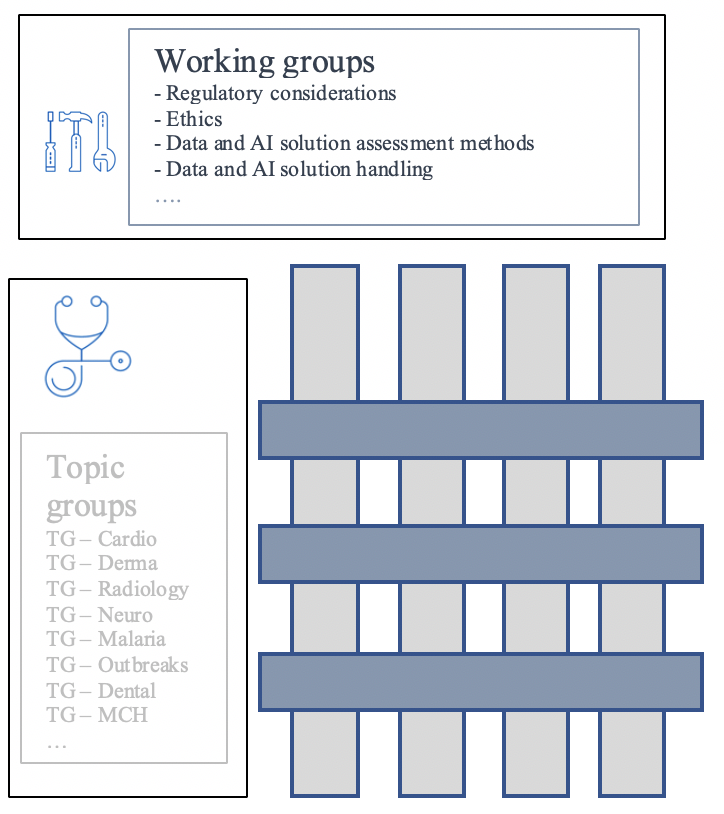 Working groups
- Regulatory considerations
- Ethics
- Data and AI solution assessment methods
- Data and AI solution handling
....
Topic
groups
TG – Cardio
TG – Derma
TG – Radiology
TG – Neuro
TG – Malaria
TG – Outbreaks
TG – Dental
TG – MCH
...